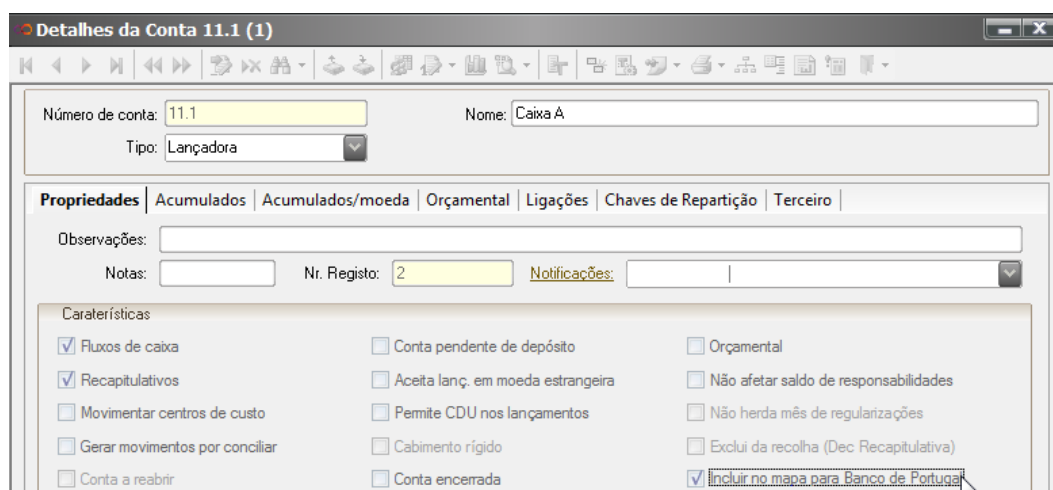 Detalhes da Conta 11.1 (1)
Número de conta: 11.1 Nome: Caixa A
Tipo: Lançadora
Propriedades Acumulados Acumulados/moeda Orçamental Ligações Chaves de Repartição Terceiro
Observações:
Notas: Nr. Registo: 2 Notificações:
Caraterísticas
Fluxos de caixa Conta pendente de depósito Orçamental
Recapitulativos Aceita lanç. em moeda estrangeira Não afetar saldo de responsabilidades
Movimentar centros de custo Permite CDU nos lançamentos Não herda mês de regularizações
Gerar movimentos por conciliar Cabimento rígido Exclui da recolha (Dec Recapitulativa)
Conta a reabrir Conta encerrada Incluir no mapa para Banco de Portugal